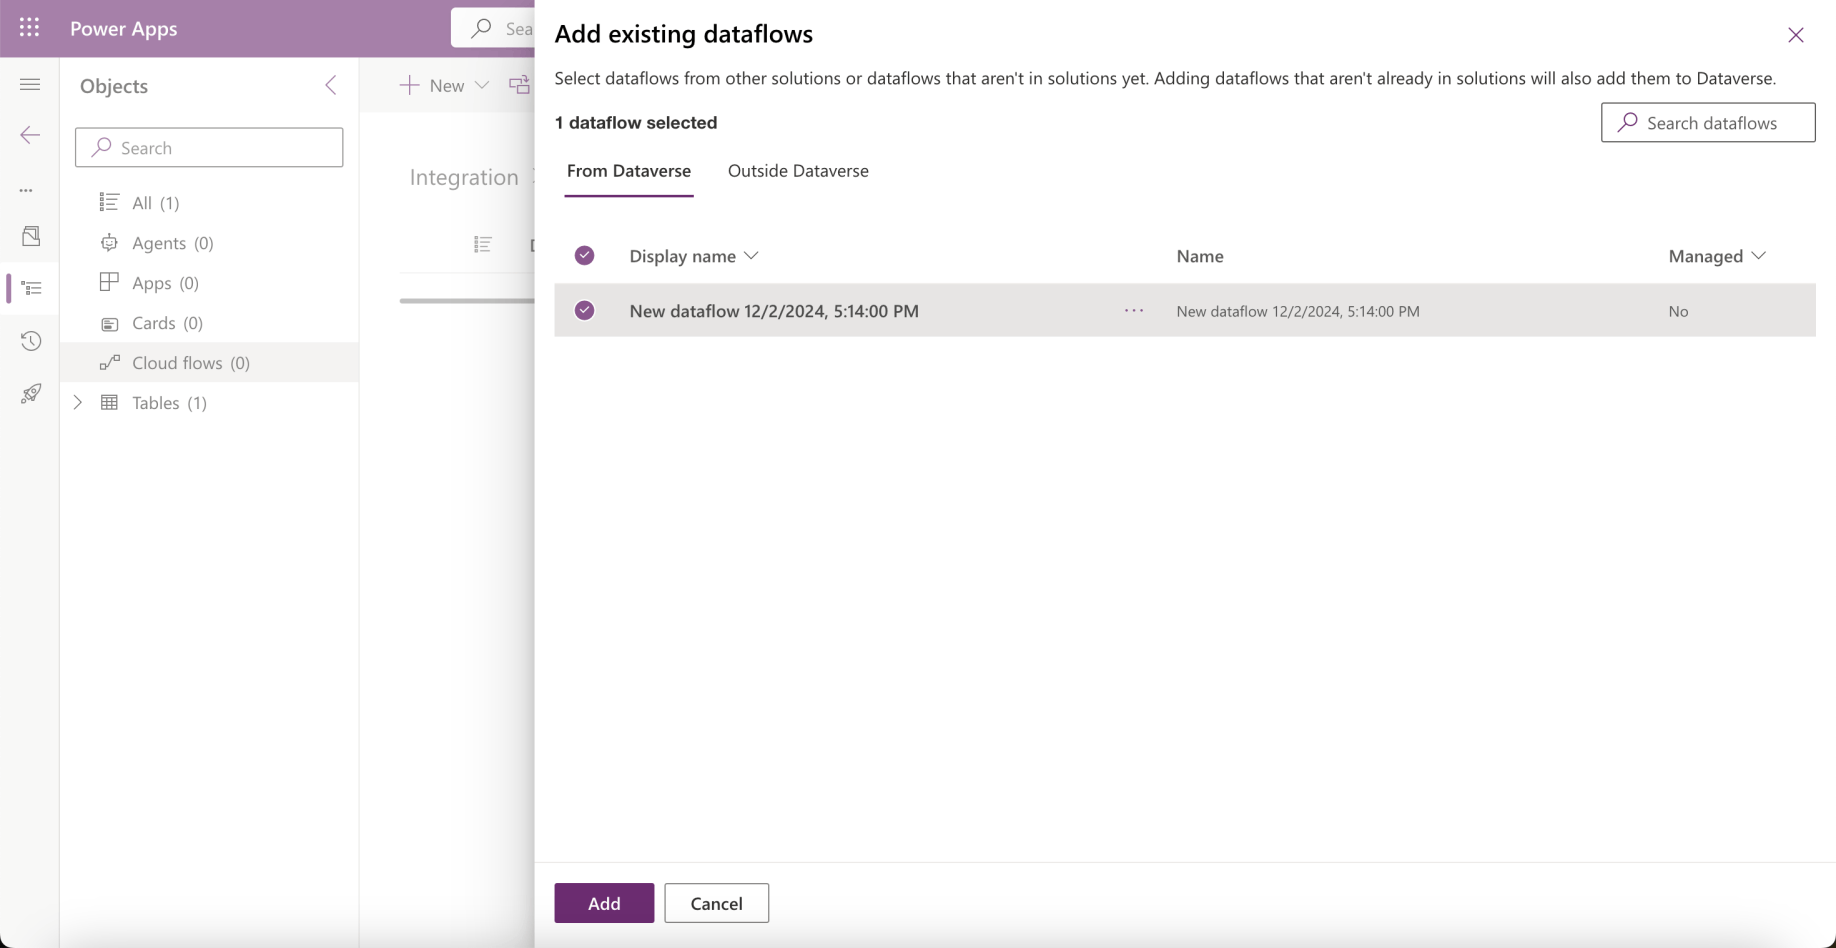 Power Apps
Sea
Objects
Search
All (1)
Agents (0)
Apps (0)
Cards (0)
Cloud flows (0)
Tables (1)
New
Integration
Add existing dataflows
Select dataflows from other solutions or dataflows that aren't in solutions yet. Adding dataflows that aren't already in solutions will also add them to Dataverse.
1 dataflow selected
Search dataflows
From Dataverse Outside Dataverse
Display name Name Managed
New dataflow 12/2/2024, 5:14:00 PM ··· New dataflow 12/2/2024, 5:14:00 PM No
Add Cancel